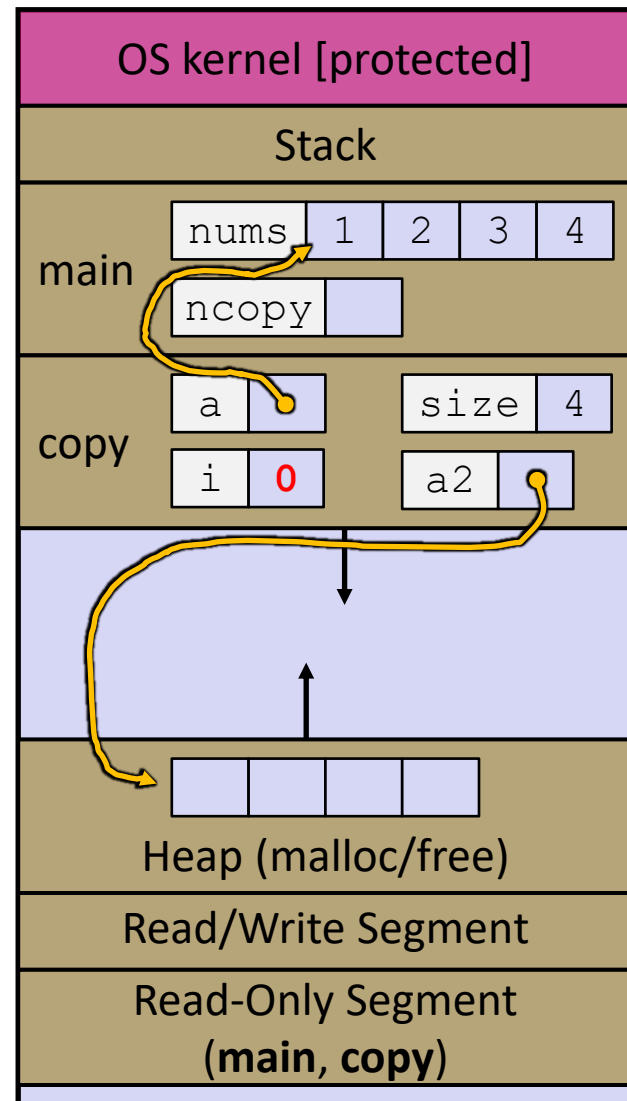 OS kernel [protected]
Stack
main
nums 1 2 3 4
ncopy
copy
a
size 4
i 0
a2
Heap (malloc/free)
Read/Write Segment
Read-Only Segment
(main, copy)